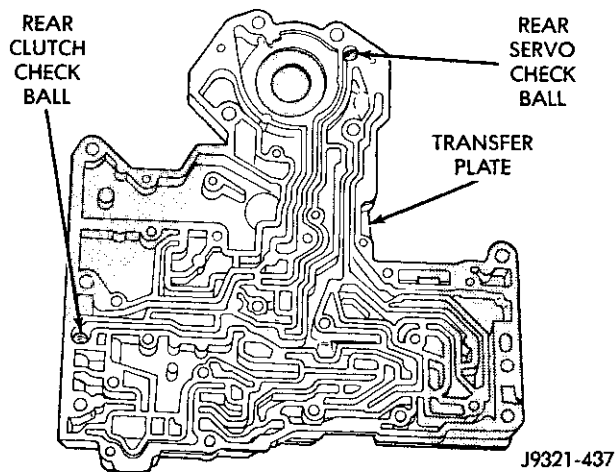 REAR
CLUTCH
CHECK
BALL
REAR
SERVO
CHECK
BALL
TRANSFER
PLATE
J9321-437